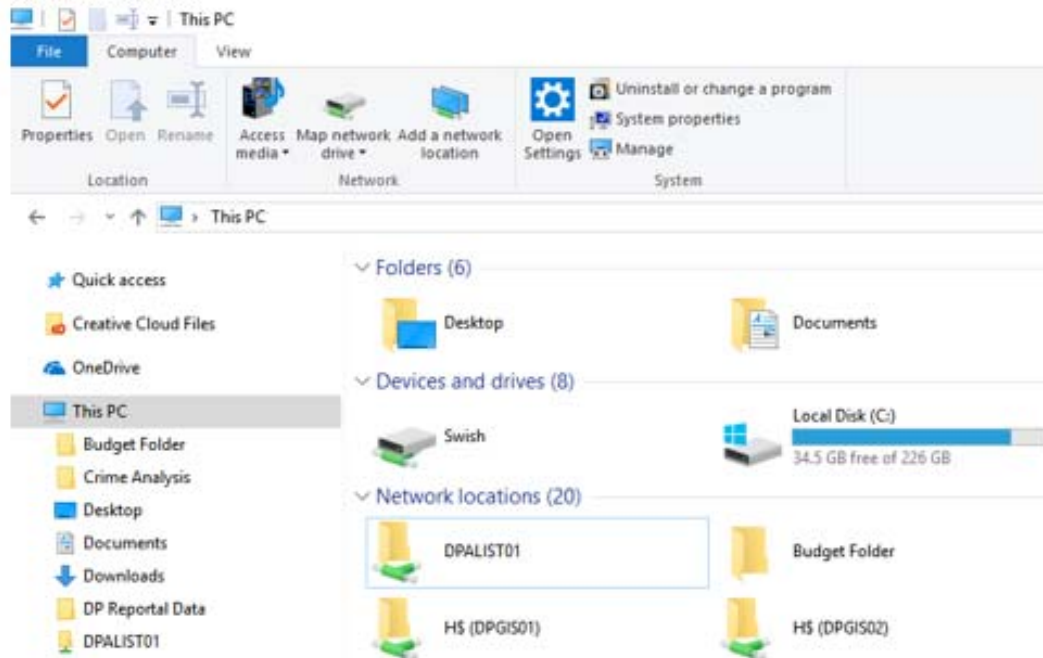 This PC
File Computer View
Properties Open Rename Access media Map network drive Add a network location Open Settings Uninstall or change a program
System properties
Manage
Location Network System
This PC
Quick access
Creative Cloud Files
OneDrive
This PC
Budget Folder
Crime Analysis
Desktop
Documents
Downloads
DP Reportal Data
DPALIST01
Folders (6)
Desktop Documents
Devices and drives (8)
Swish Local Disk (C:)
34.5 GB free of 226 GB
Network locations (20)
DPALIST01 Budget Folder
H$ (DPGIS01) H$ (DPGIS02)